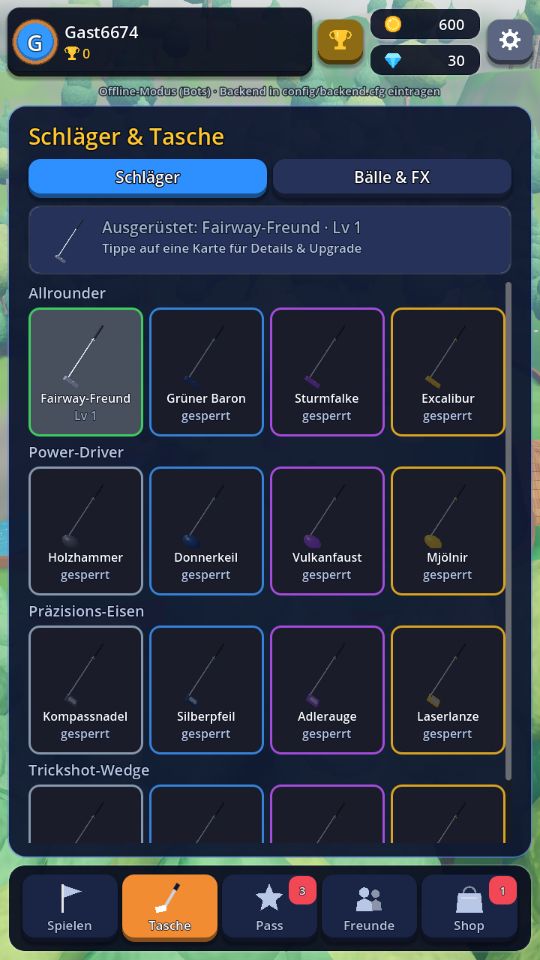 G
Gast6674
0
600
30
Offline-Modus (Bots) · Backend in config/backend.cfg eintragen
Schläger & Tasche
Schläger
Bälle & FX
Ausgerüstet: Fairway-Freund · Lv 1
Tippe auf eine Karte für Details & Upgrade
Allrounder
Fairway-Freund
Lv 1
Grüner Baron
gesperrt
Sturmfalke
gesperrt
Excalibur
gesperrt
Power-Driver
Holzhammer
gesperrt
Donnerkeil
gesperrt
Vulkanfaust
gesperrt
Mjölnir
gesperrt
Präzisions-Eisen
Kompassnadel
gesperrt
Silberpfeil
gesperrt
Adlerauge
gesperrt
Laserlanze
gesperrt
Trickshot-Wedge
Spielen
Tasche
3
Pass
Freunde
1
Shop